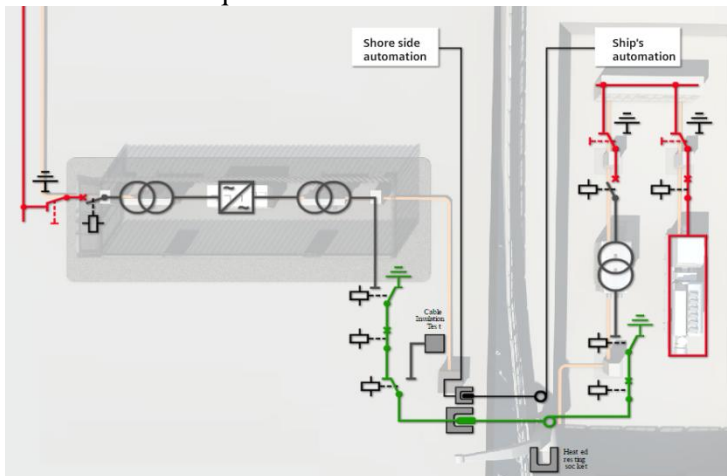 Shore side
automation
Ship's
automation
Cable
Insulation
Test
Heated
resting
socket